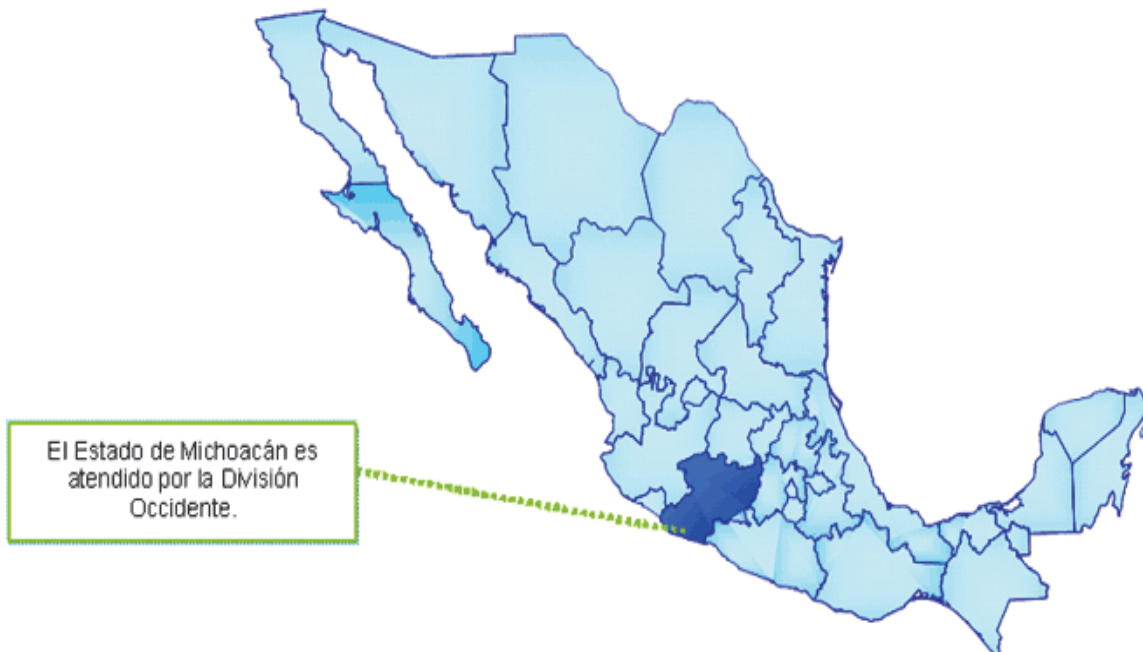 El Estado de Michoacán es
atendido por la División
Occidente.